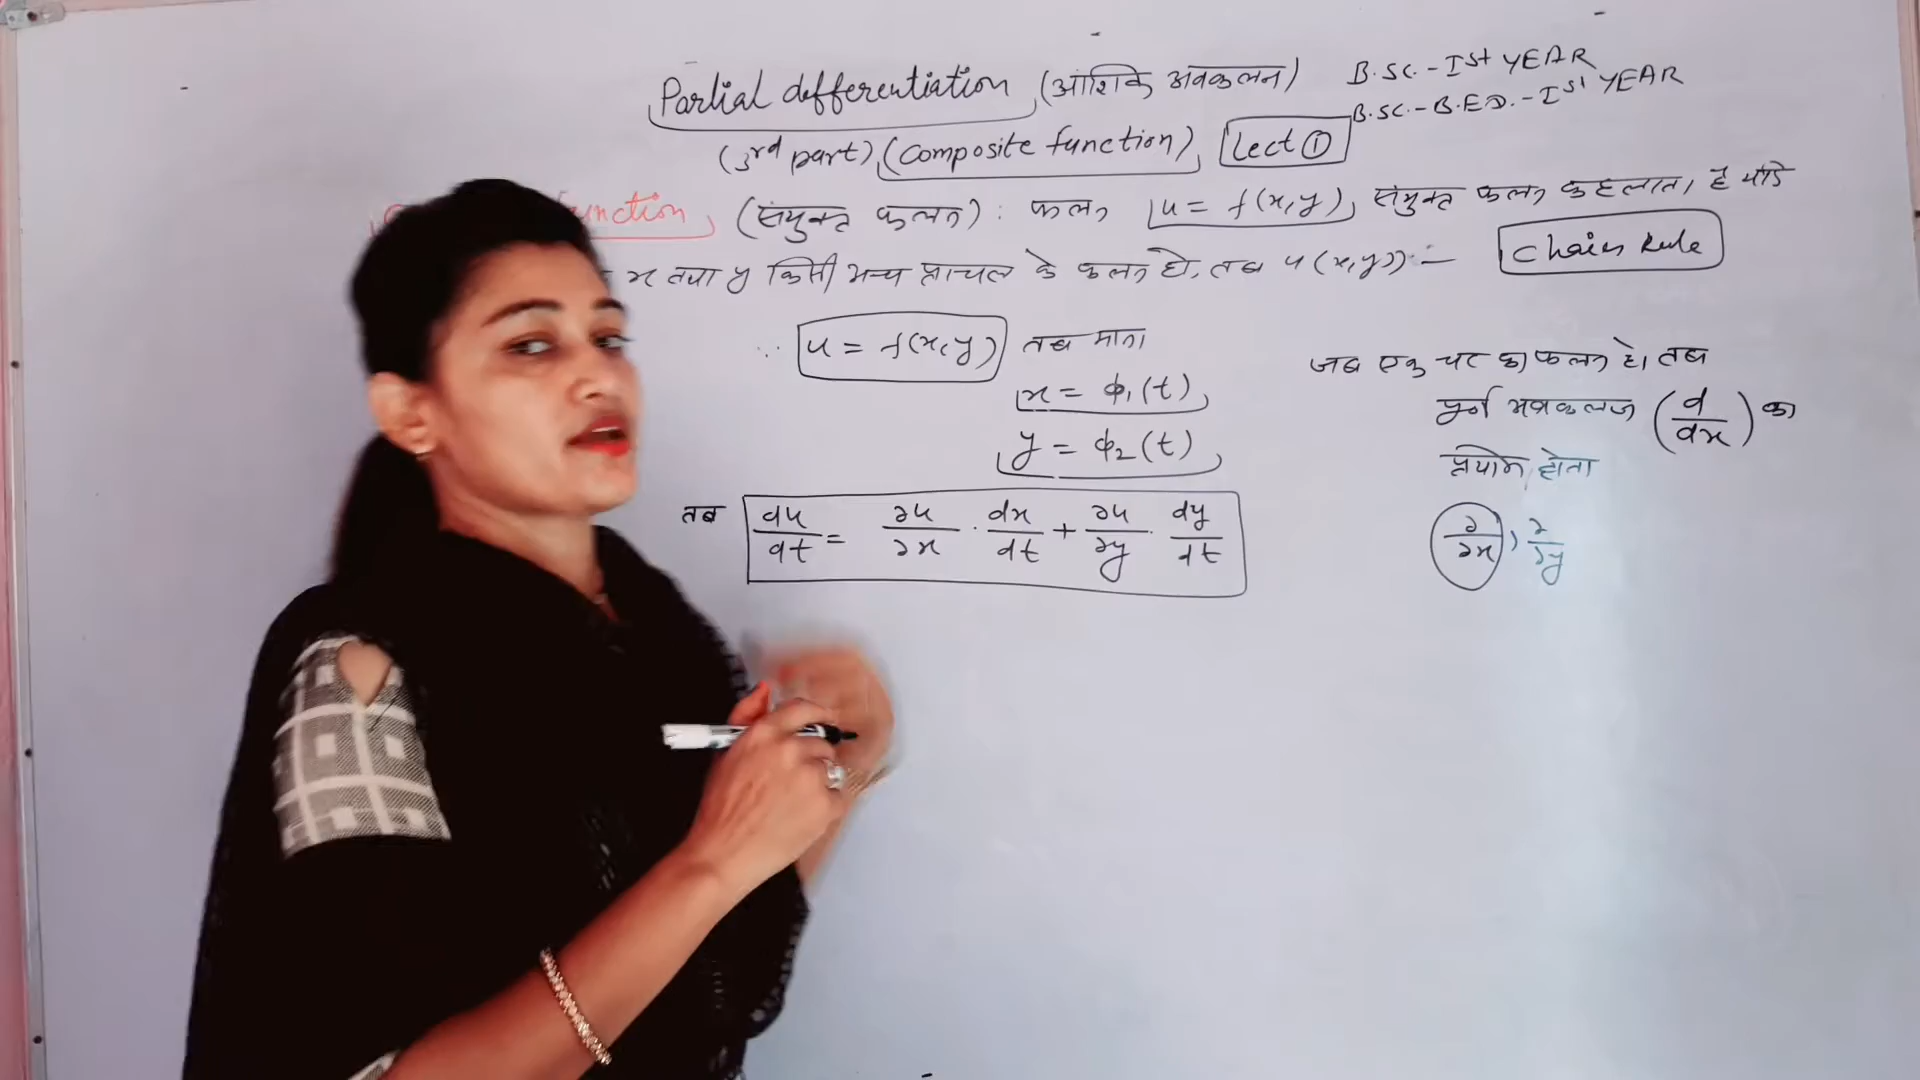 Partial differentiation (आंशिक अवकलन) B.Sc.-Ist YEAR
B.Sc.-B.ED.-Ist YEAR
(3rd part) (Composite function) Lect ①
function (संयुक्त फलन) : फलन u = f(x,y) संयुक्त फलन कहलाता है यदि
x तथा y किसी अन्य प्राचल के फलन हो, तब u(x,y) :- Chain Rule
∵ u = f(x,y) तब माना
x = ϕ₁(t)
y = ϕ₂(t)
तब du/dt = ∂u/∂x · dx/dt + ∂u/∂y · dy/dt
जब एक चर का फलन हो तब
पूर्ण अवकलज (d/dx) का
प्रयोग होता
∂/∂x, ∂/∂y